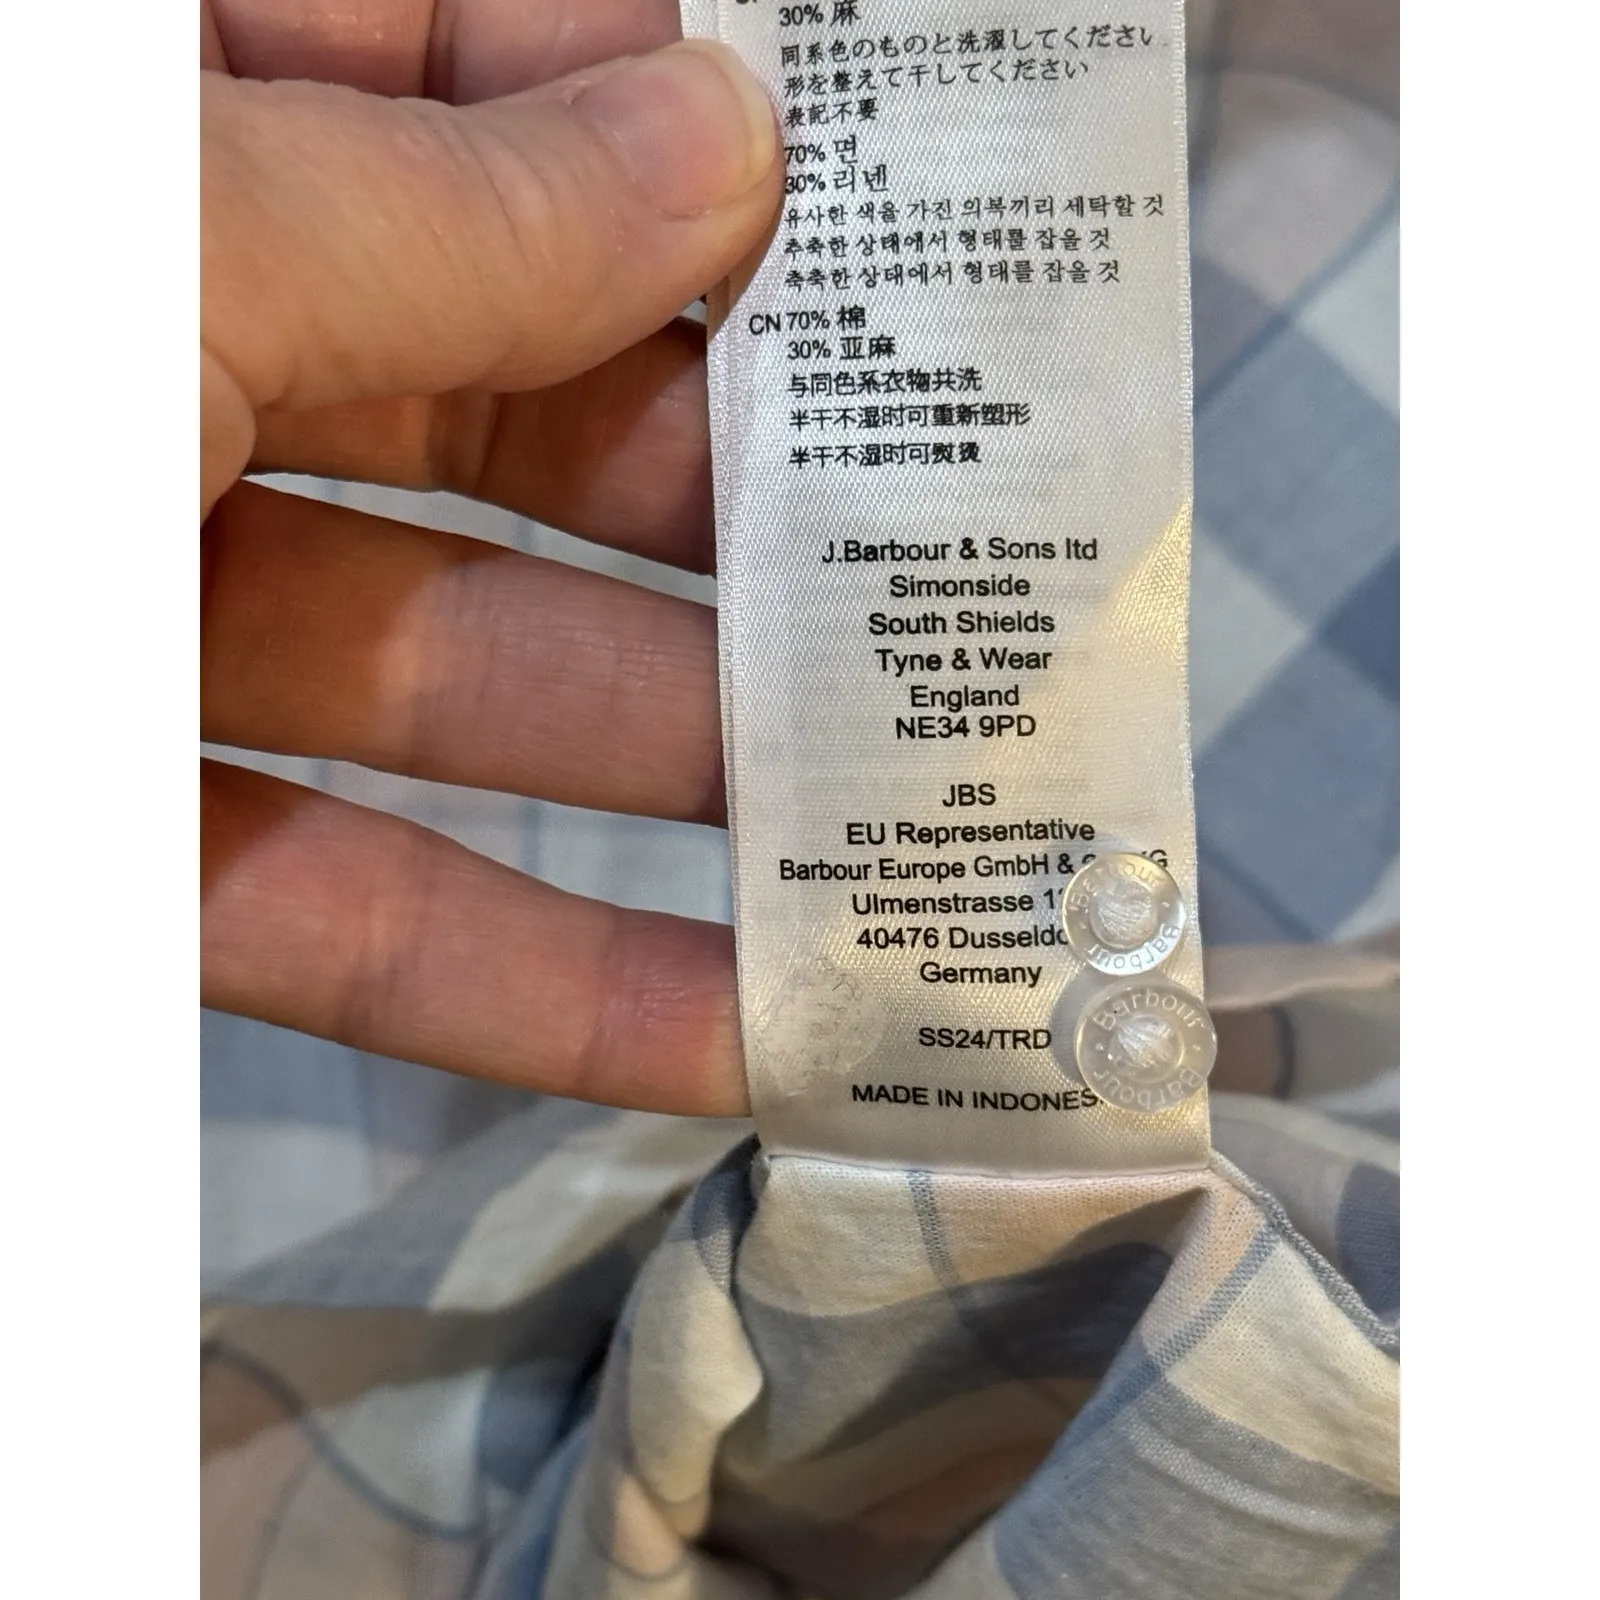 30% 麻
同系色のものと洗濯してください
形を整えて干してください
表記不要
70% 면
30% 리넨
유사한 색을 가진 의복끼리 세탁할 것
추축한 상태에서 형태를 잡을 것
축축한 상태에서 형태를 잡을 것
CN 70% 棉
30% 亚麻
与同色系衣物共洗
半干不湿时可重新塑形
半干不湿时可熨烫
J.Barbour & Sons ltd
Simonside
South Shields
Tyne & Wear
England
NE34 9PD
JBS
EU Representative
Barbour Europe GmbH &
Ulmenstrasse
40476
Germany
SS24/TRD
MADE IN
Barbour · Barbour
Barbour · Barbour